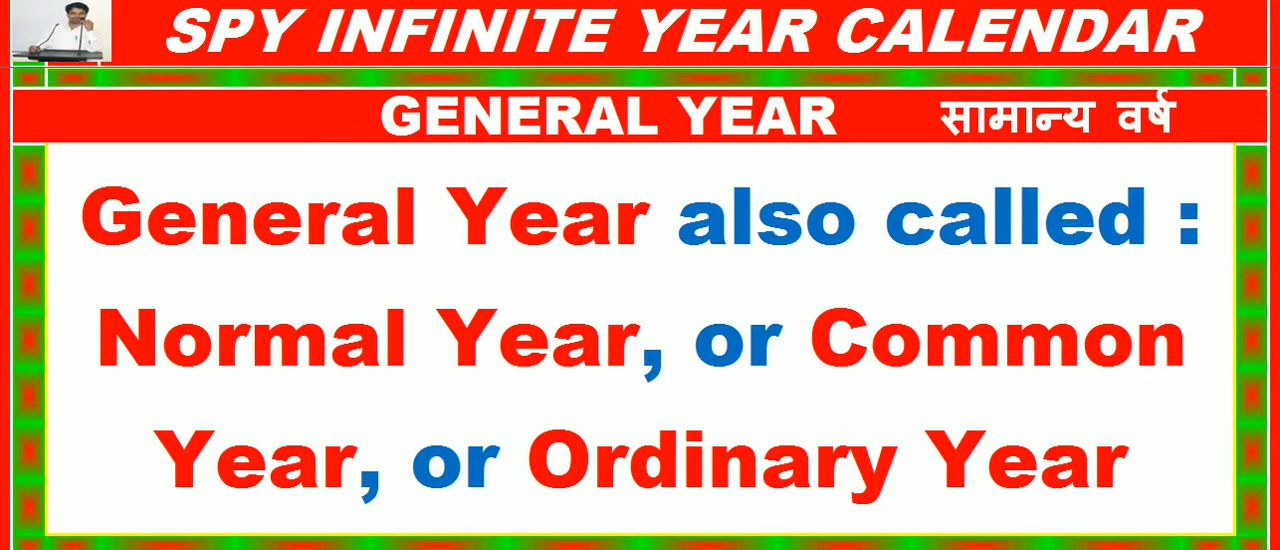 SPY INFINITE YEAR CALENDAR
GENERAL YEAR सामान्य वर्ष
General Year also called :
Normal Year, or Common
Year, or Ordinary Year